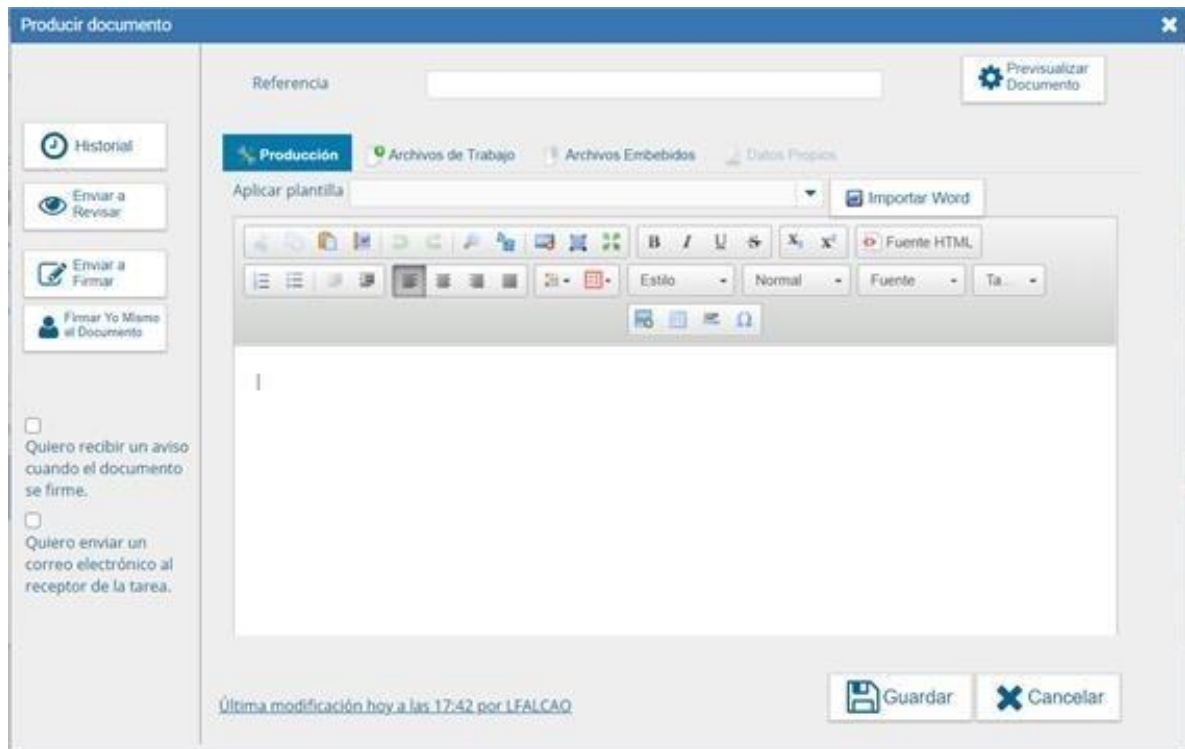 Producir documento
Referencia
Previsualizar
Documento
Historial
Enviar a
Revisar
Enviar a
Firmar
Firmar Yo Mismo
el Documento
Quiero recibir un aviso
cuando el documento
se firme.
Quiero enviar un
correo electrónico al
receptor de la tarea.
Producción Archivos de Trabajo Archivos Embebidos Datos Propios
Aplicar plantilla Importar Word
B I U S X₂ X² Fuente HTML
Estilo Normal Fuente Ta...
Ω
Última modificación hoy a las 17:42 por LFALCAO
Guardar Cancelar